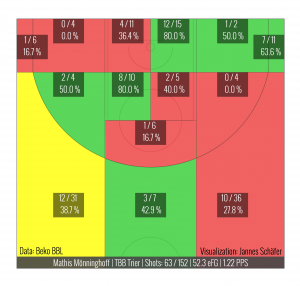 0 / 4
0.0 %
4 / 11
36.4 %
12 / 15
80.0 %
1 / 2
50.0 %
1 / 6
16.7 %
7 / 11
63.6 %
2 / 4
50.0 %
8 / 10
80.0 %
2 / 5
40.0 %
0 / 4
0.0 %
1 / 6
16.7 %
12 / 31
38.7 %
3 / 7
42.9 %
10 / 36
27.8 %
Data: Beko BBL
Visualization: Jannes Schäfer
Mathis Mönninghoff | TBB Trier | Shots: 63 / 152 | 52.3 eFG | 1.22 PPS